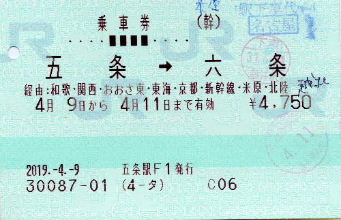 乗車券 (幹)
五条 → 六条
経由:和歌・関西・おおさ東・東海・京都・新幹線・米原・北陸
4月 9日から 4月11日まで有効 ¥4,750
2019.-4.-9 五条駅F1発行
30087-01 (4-タ) C06